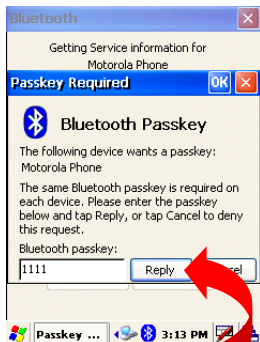 Bluetooth
Getting Service information for
Motorola Phone
Passkey Required OK
Bluetooth Passkey
The following device wants a passkey:
Motorola Phone
The same Bluetooth passkey is required on
each device. Please enter the passkey
below and tap Reply, or tap Cancel to deny
this request.
Bluetooth passkey:
1111 Reply
Passkey ... 3:13 PM